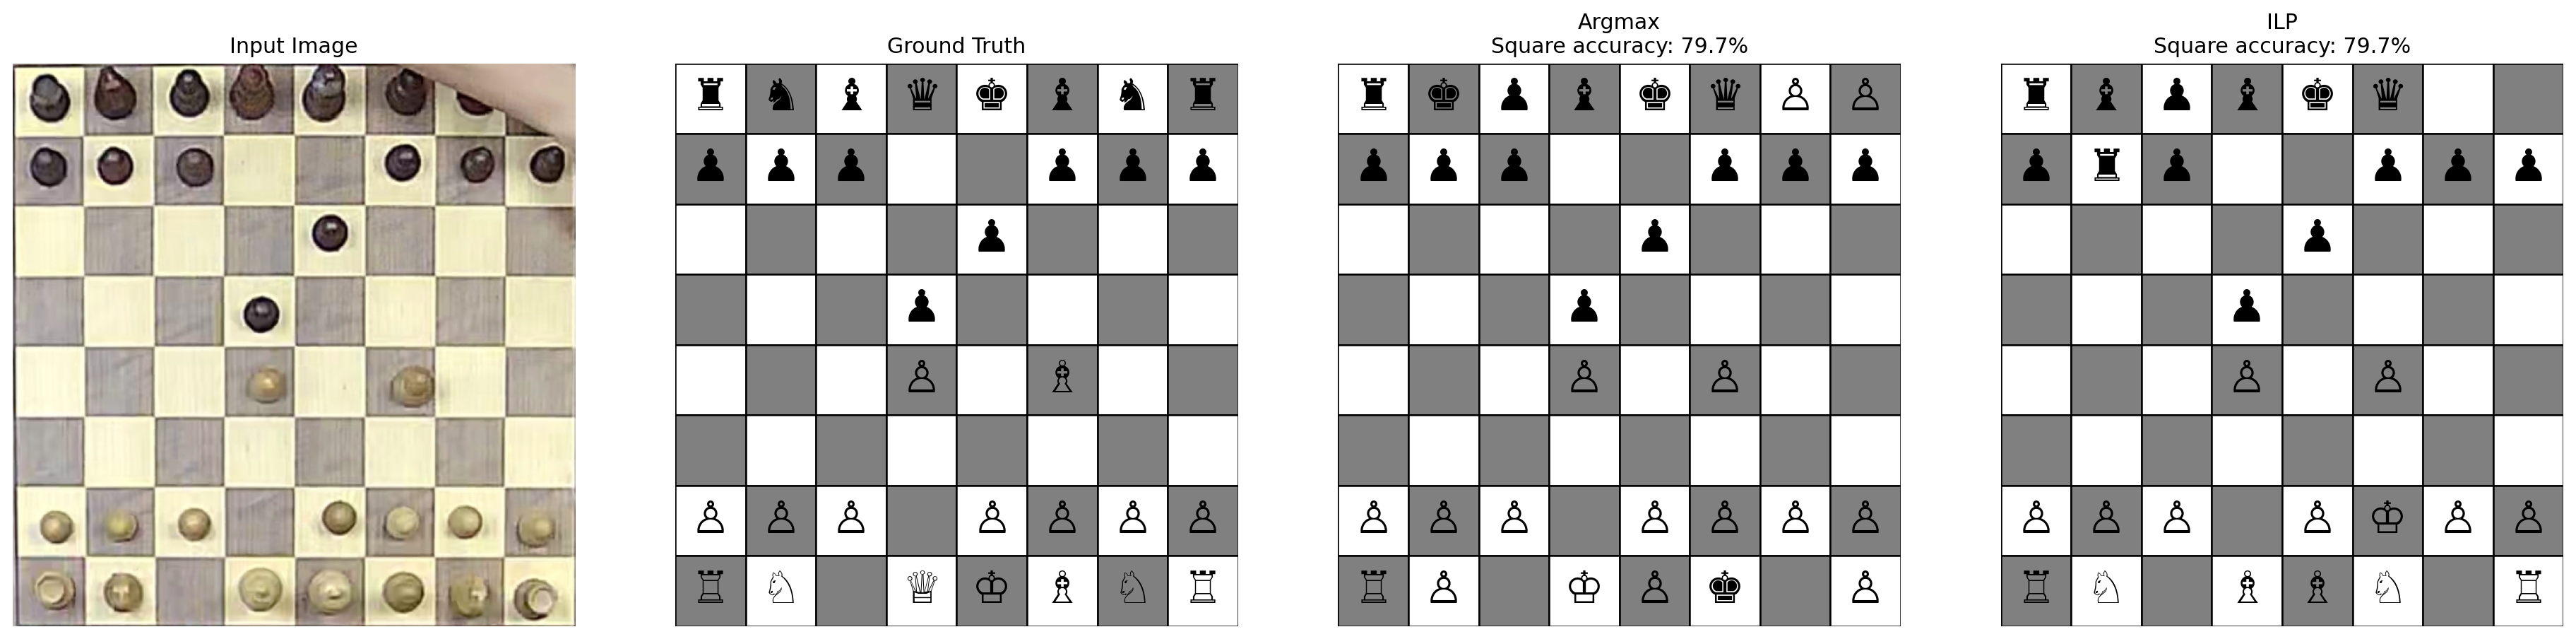 Input Image
Ground Truth
Argmax
Square accuracy: 79.7%
ILP
Square accuracy: 79.7%